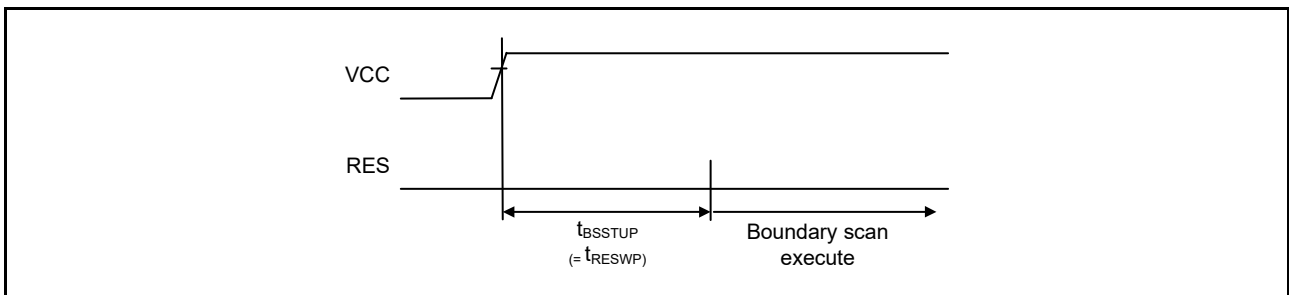 VCC
RES
tBSSTUP
(= tRESWP)
Boundary scan
execute